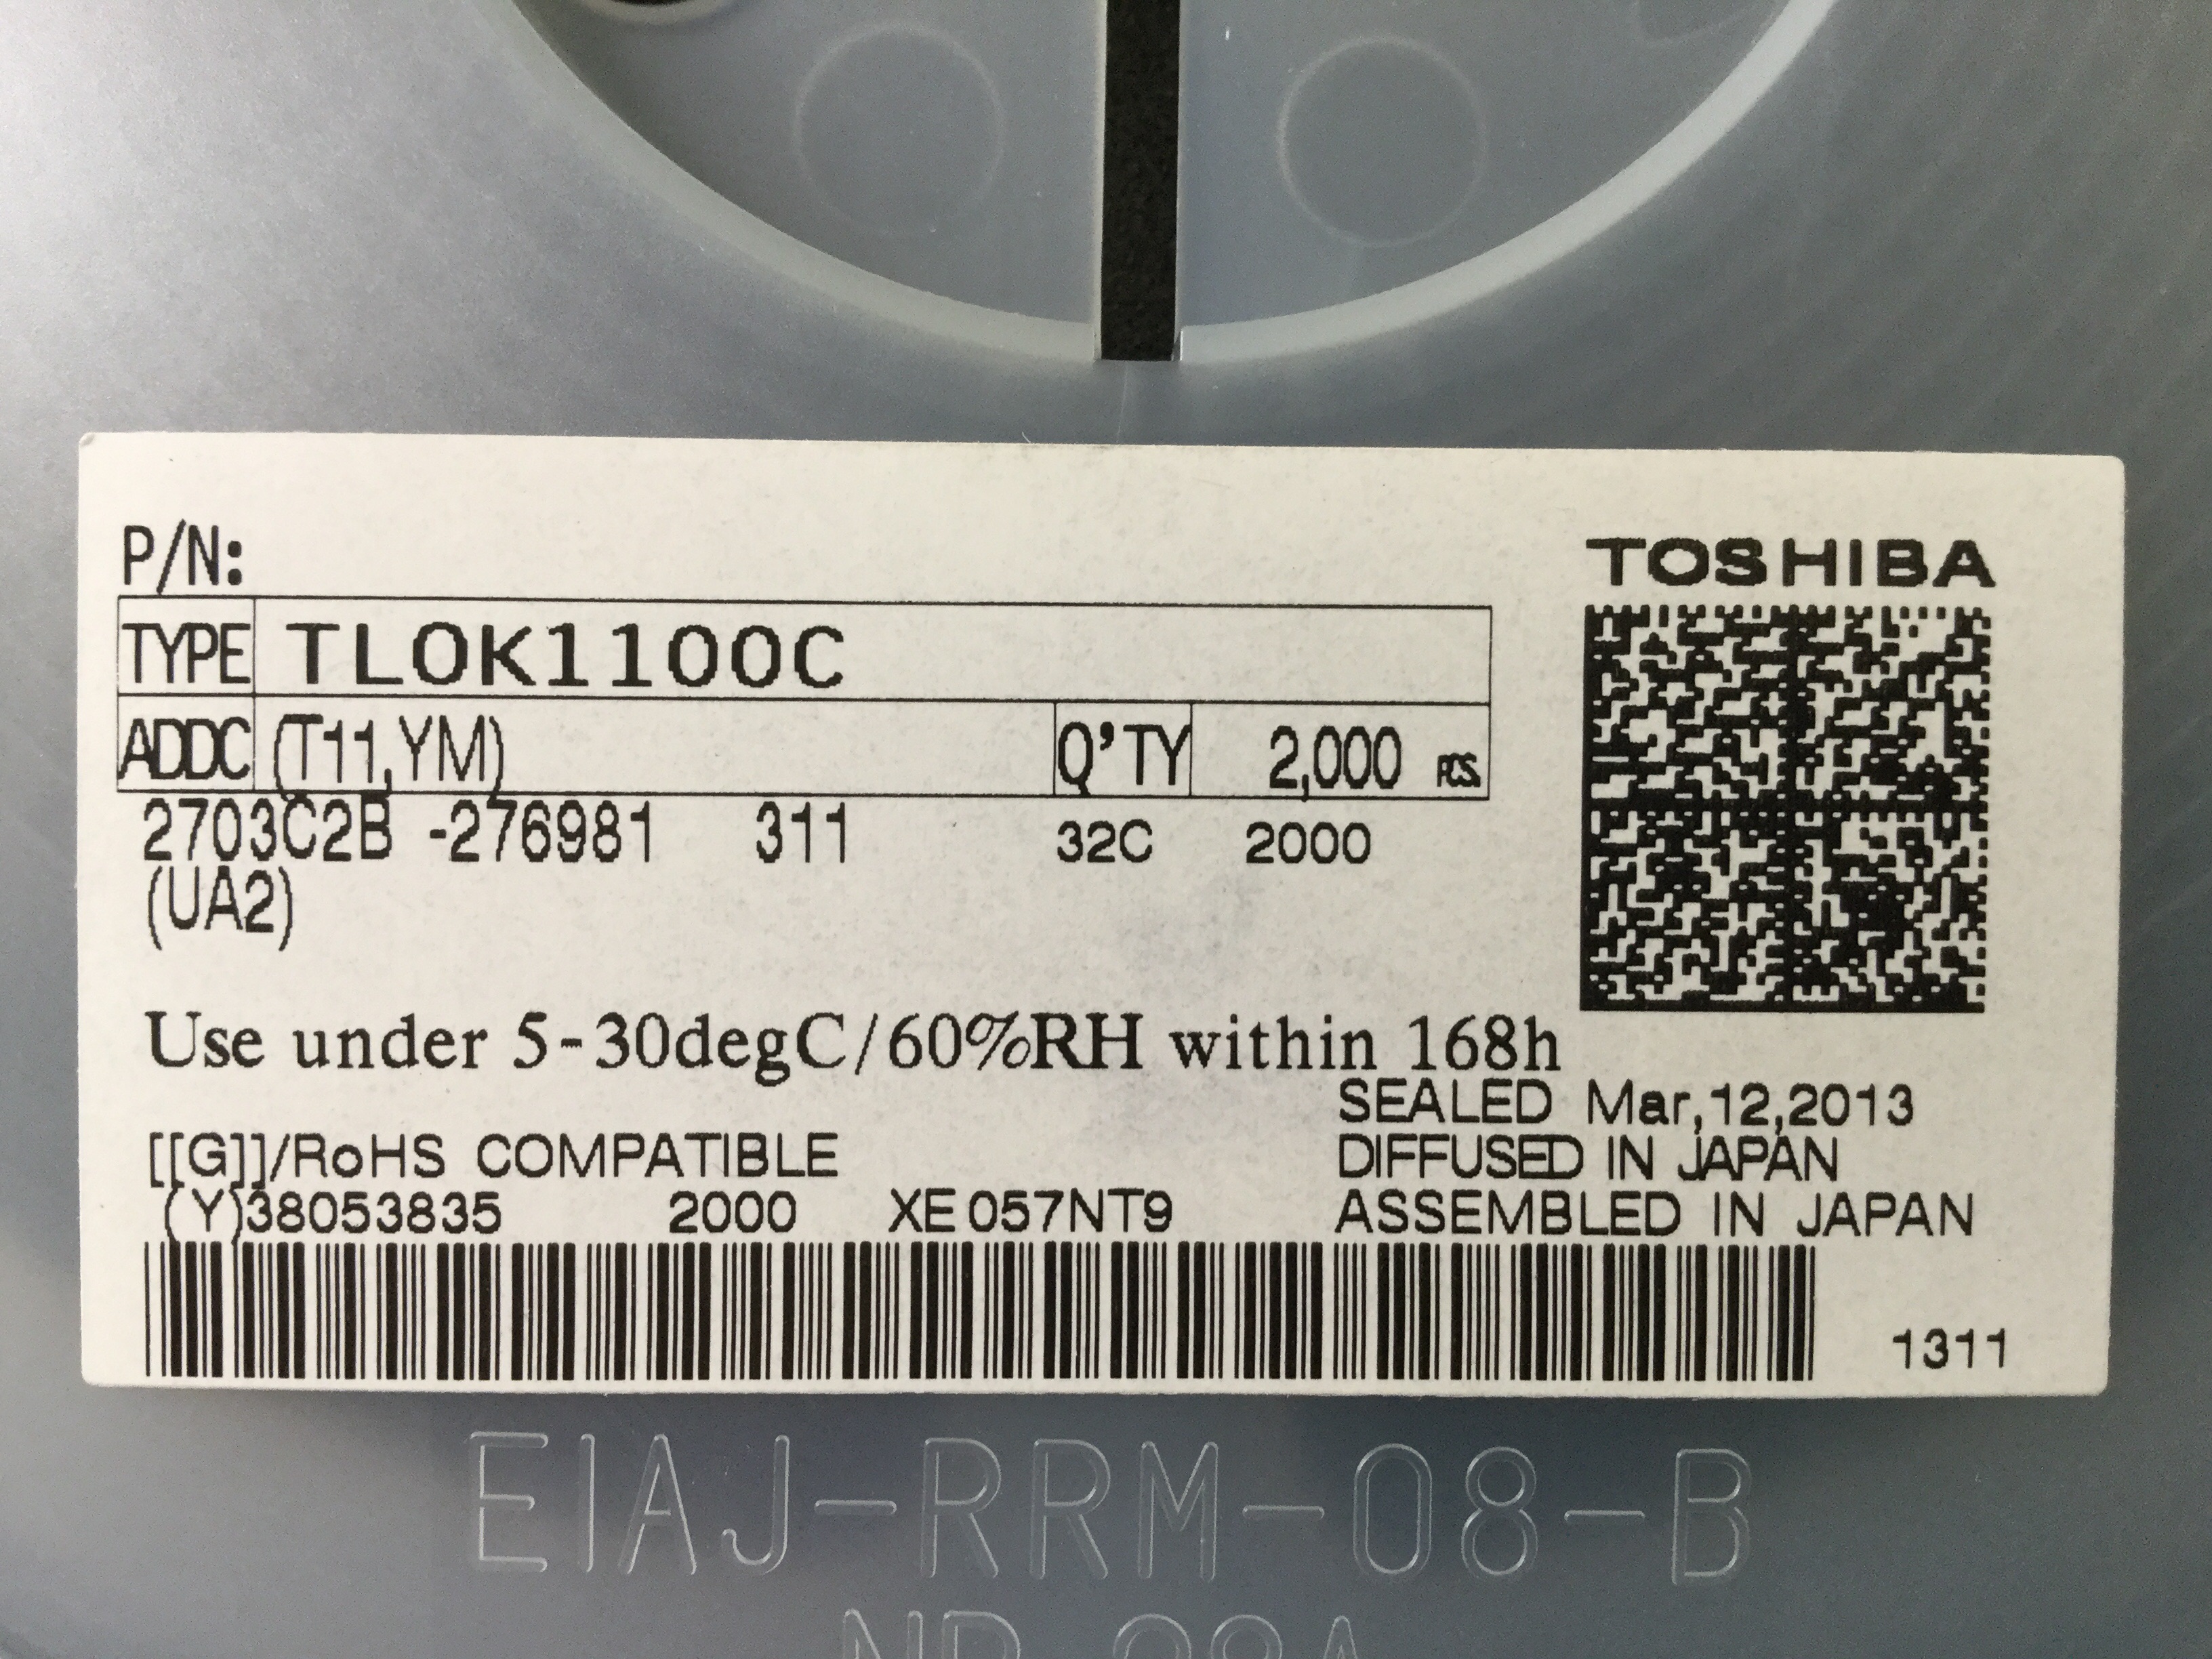 P/N:
TOSHIBA
TYPE TLOK1100C
ADDC (T11,YM) Q'TY 2,000 PCS.
2703C2B -276981 311 32C 2000
(UA2)
Use under 5-30degC/60%RH within 168h
SEALED Mar,12,2013
[[G]]/RoHS COMPATIBLE DIFFUSED IN JAPAN
(Y)38053835 2000 XE057NT9 ASSEMBLED IN JAPAN
1311
EIAJ-RRM-08-B